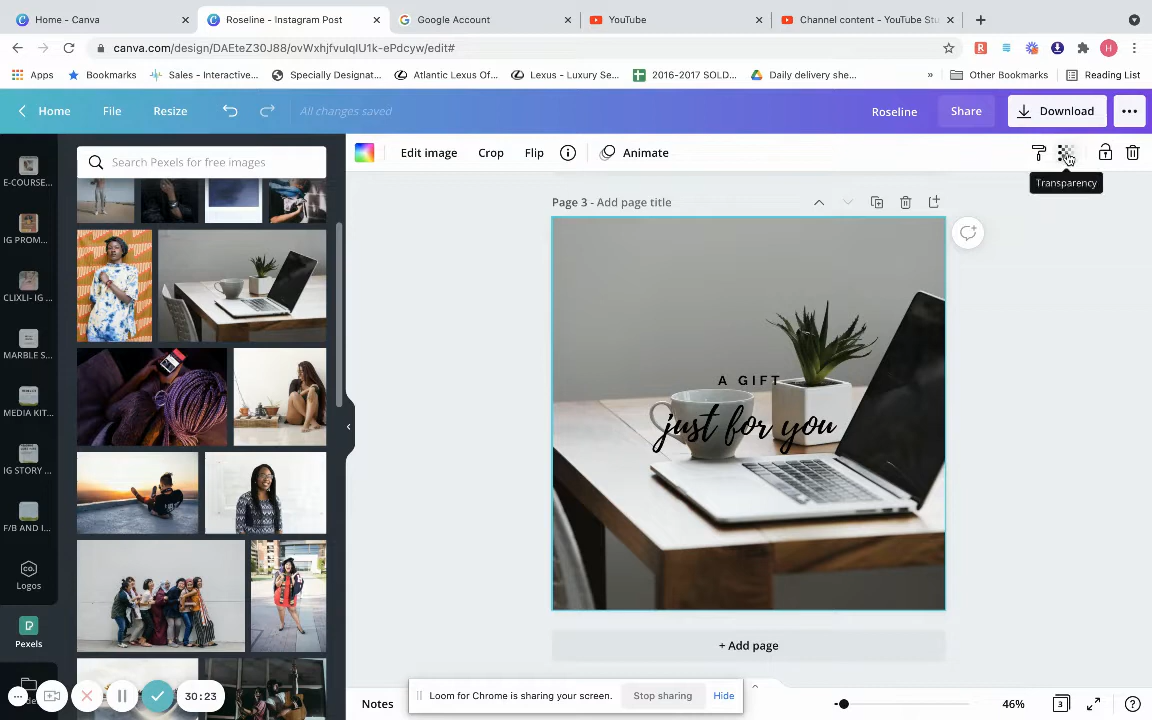 Home - Canva
Roseline - Instagram Post
Google Account
YouTube
Channel content - YouTube Stu
canva.com/design/DAEteZ30J88/ovWxhjfvuIqIU1k-ePdcyw/edit#
Apps
Bookmarks
Sales - Interactive...
Specially Designat...
Atlantic Lexus Of...
Lexus - Luxury Se...
2016-2017 SOLD...
Daily delivery she...
»
Other Bookmarks
Reading List
Home
File
Resize
All changes saved
Roseline
Share
Download
Search Pexels for free images
Edit image
Crop
Flip
Animate
Transparency
E-COURSE...
IG PROM...
CLIXLI- IG ...
MARBLE S...
MEDIA KIT...
IG STORY ...
F/B AND I...
co.
Logos
Pexels
Page 3 - Add page title
A GIFT
just for you
+ Add page
30:23
Loom for Chrome is sharing your screen.
Stop sharing
Hide
Notes
46%
3